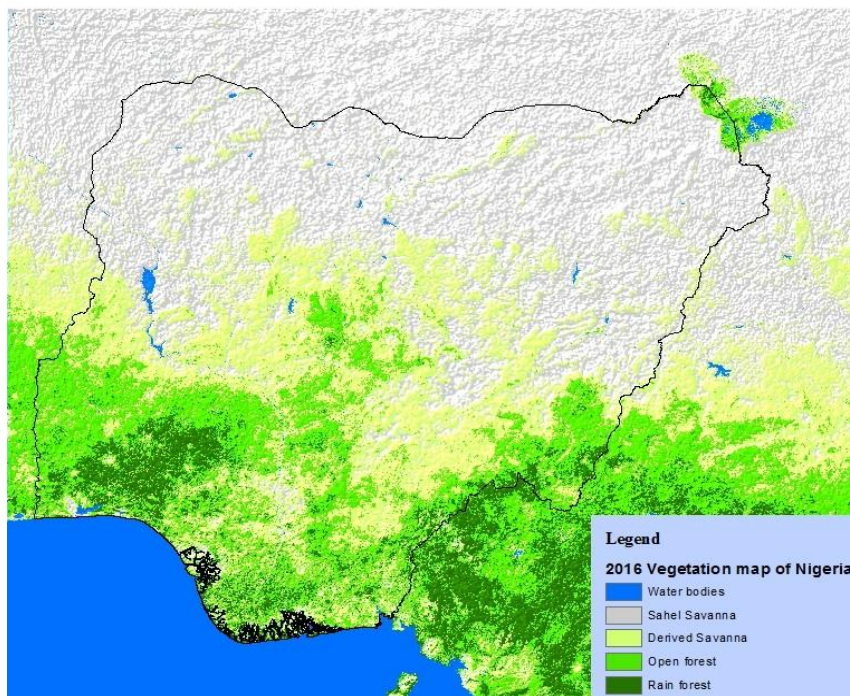 Legend
2016 Vegetation map of Nigeria
Water bodies
Sahel Savanna
Derived Savanna
Open forest
Rain forest